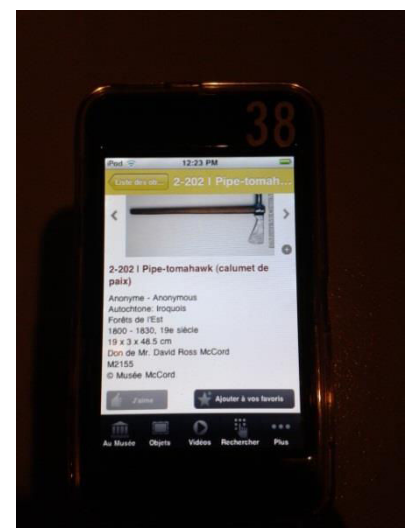 38
iPod 12:23 PM
Liste des ob... 2-202 | Pipe-tomah...
2-202 | Pipe-tomahawk (calumet de
paix)
Anonyme - Anonymous
Autochtone: Iroquois
Forêts de l'Est
1800 - 1830, 19e siècle
19 x 3 x 48.5 cm
Don de Mr. David Ross McCord
M2155
© Musée McCord
J'aime Ajouter à vos favoris
Au Musée Objets Vidéos Rechercher Plus